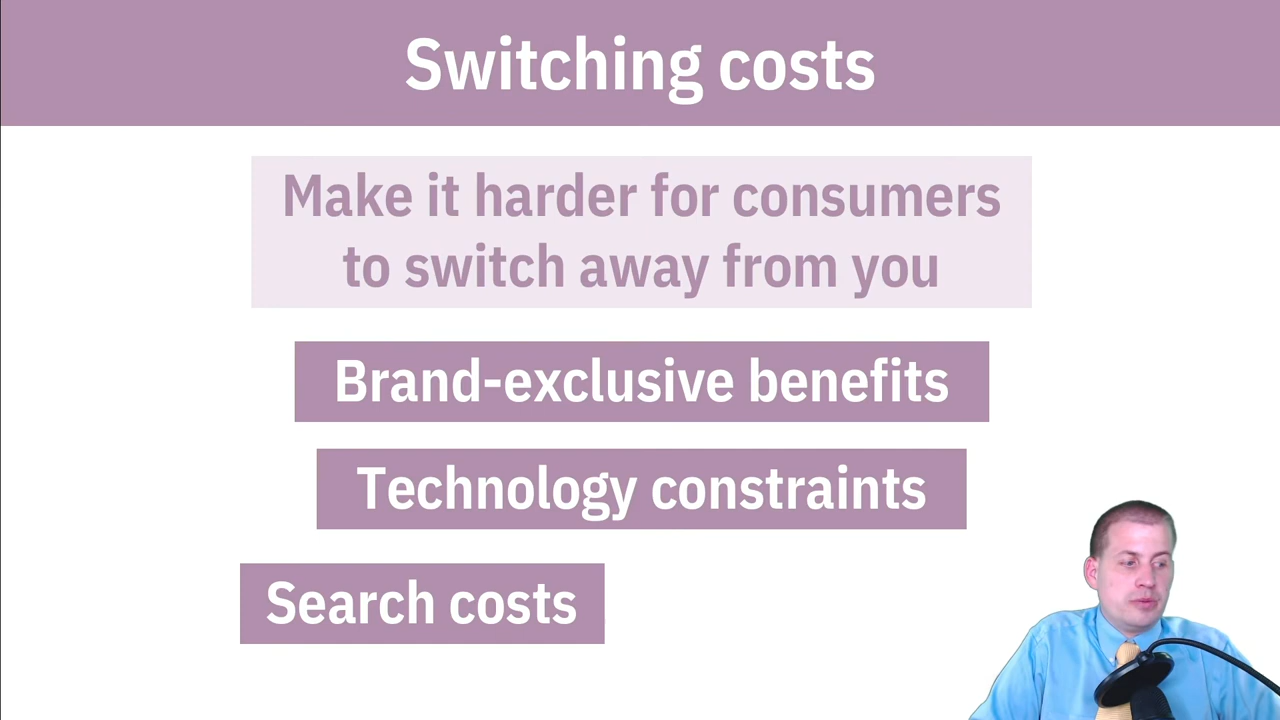 Switching costs
Make it harder for consumers
to switch away from you
Brand-exclusive benefits
Technology constraints
Search costs